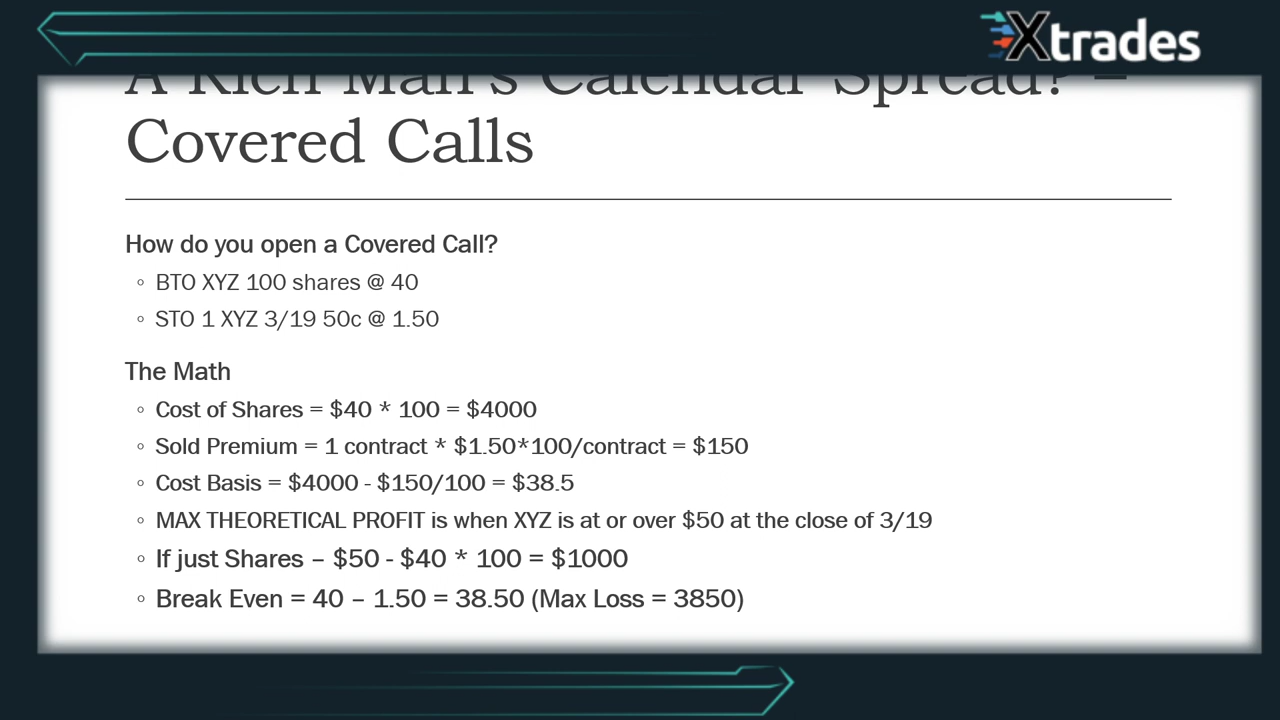 Xtrades
A Rich Man's Calendar Spread? –
Covered Calls
How do you open a Covered Call?
◦ BTO XYZ 100 shares @ 40
◦ STO 1 XYZ 3/19 50c @ 1.50
The Math
◦ Cost of Shares = $40 * 100 = $4000
◦ Sold Premium = 1 contract * $1.50*100/contract = $150
◦ Cost Basis = $4000 - $150/100 = $38.5
◦ MAX THEORETICAL PROFIT is when XYZ is at or over $50 at the close of 3/19
◦ If just Shares – $50 - $40 * 100 = $1000
◦ Break Even = 40 – 1.50 = 38.50 (Max Loss = 3850)